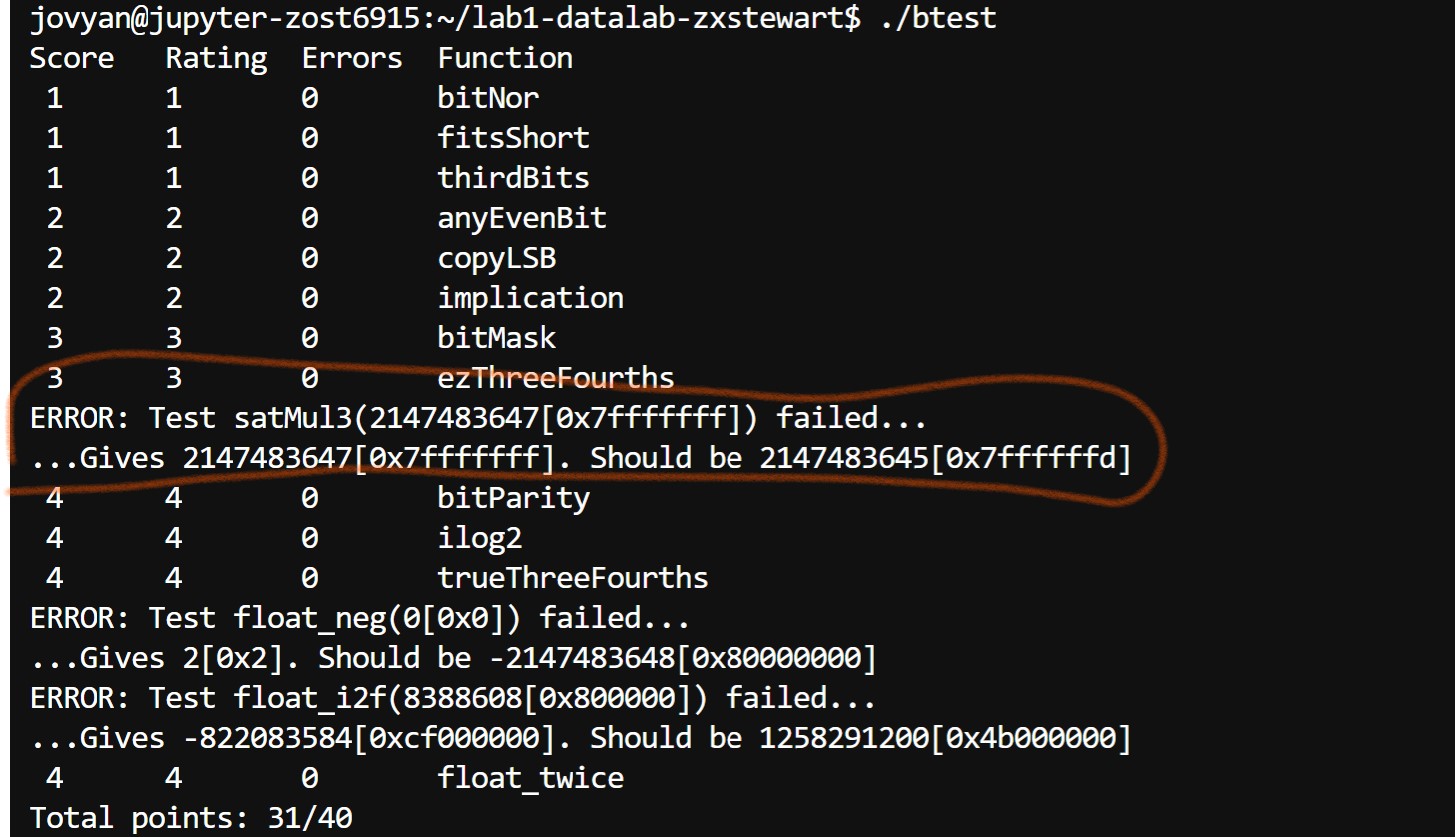 jovyan@jupyter-zost6915:~/lab1-datalab-zxstewart$ ./btest
Score Rating Errors Function
1 1 0 bitNor
1 1 0 fitsShort
1 1 0 thirdBits
2 2 0 anyEvenBit
2 2 0 copyLSB
2 2 0 implication
3 3 0 bitMask
3 3 0 ezThreeFourths
ERROR: Test satMul3(2147483647[0x7fffffff]) failed...
...Gives 2147483647[0x7fffffff]. Should be 2147483645[0x7ffffffd]
4 4 0 bitParity
4 4 0 ilog2
4 4 0 trueThreeFourths
ERROR: Test float_neg(0[0x0]) failed...
...Gives 2[0x2]. Should be -2147483648[0x80000000]
ERROR: Test float_i2f(8388608[0x800000]) failed...
...Gives -822083584[0xcf000000]. Should be 1258291200[0x4b000000]
4 4 0 float_twice
Total points: 31/40